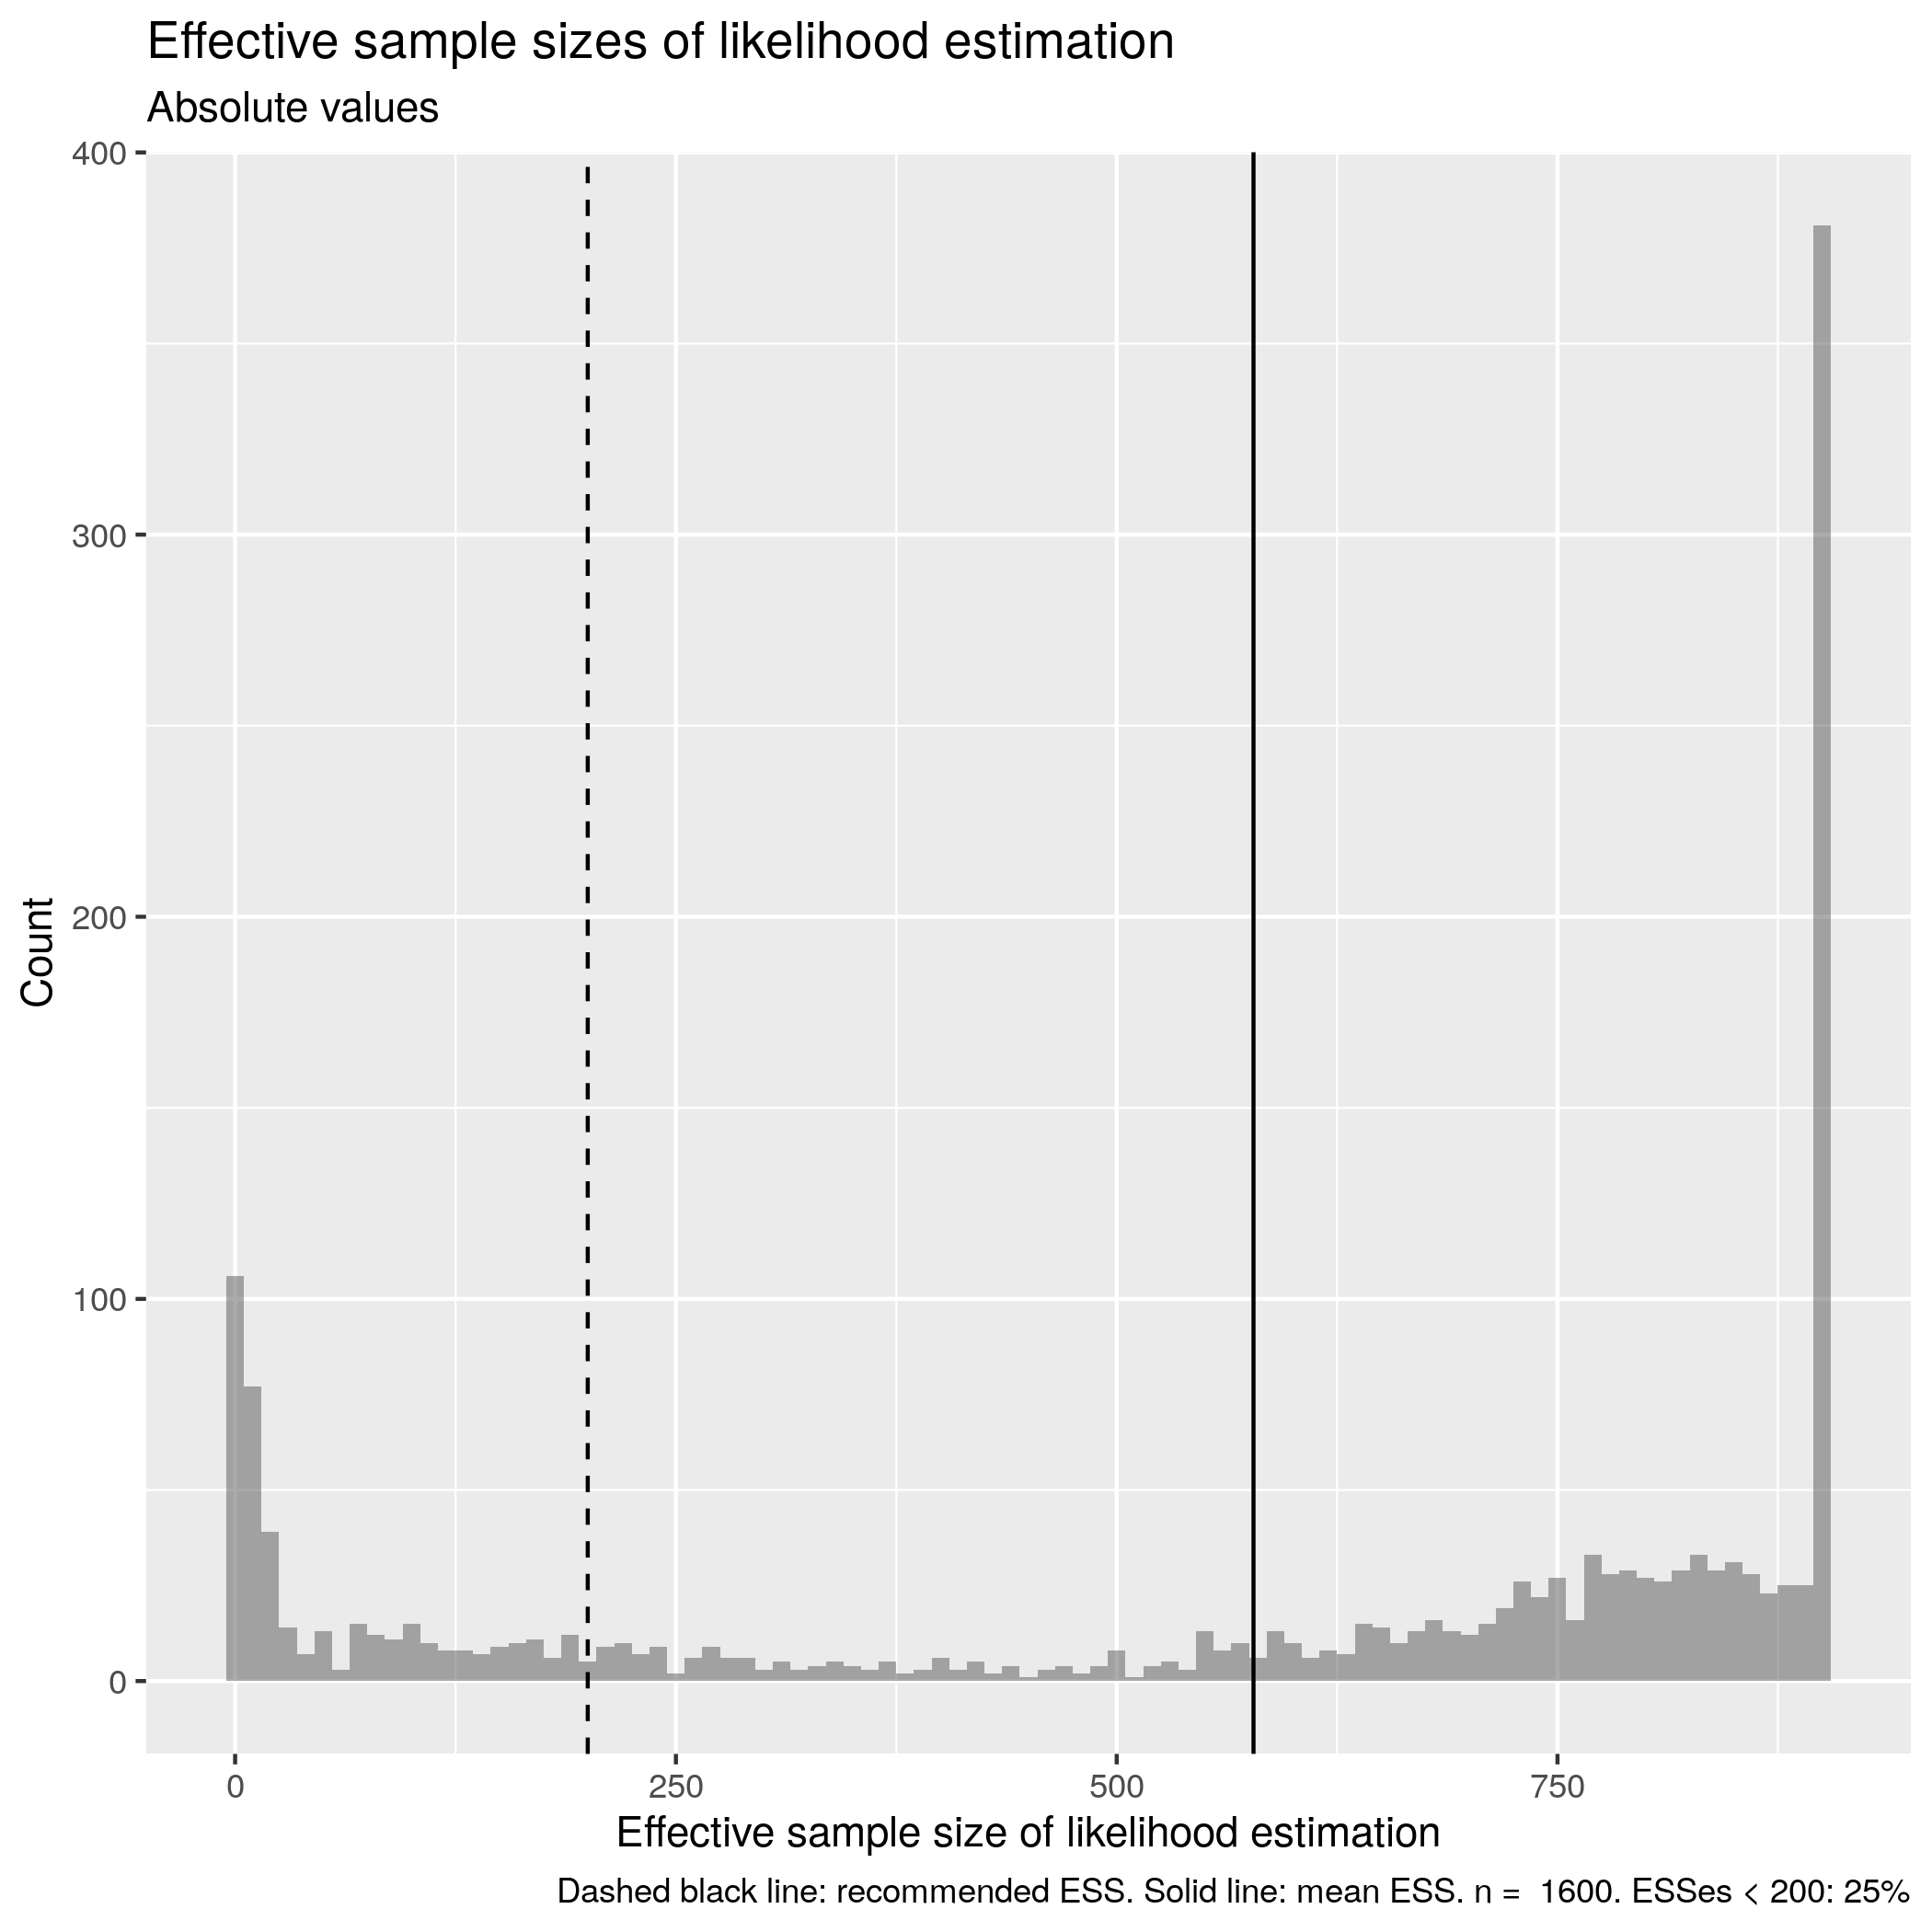 Effective sample sizes of likelihood estimation
Absolute values
400
300
200
100
0
Count
0 250 500 750
Effective sample size of likelihood estimation
Dashed black line: recommended ESS. Solid line: mean ESS. n =  1600. ESSes < 200: 25%